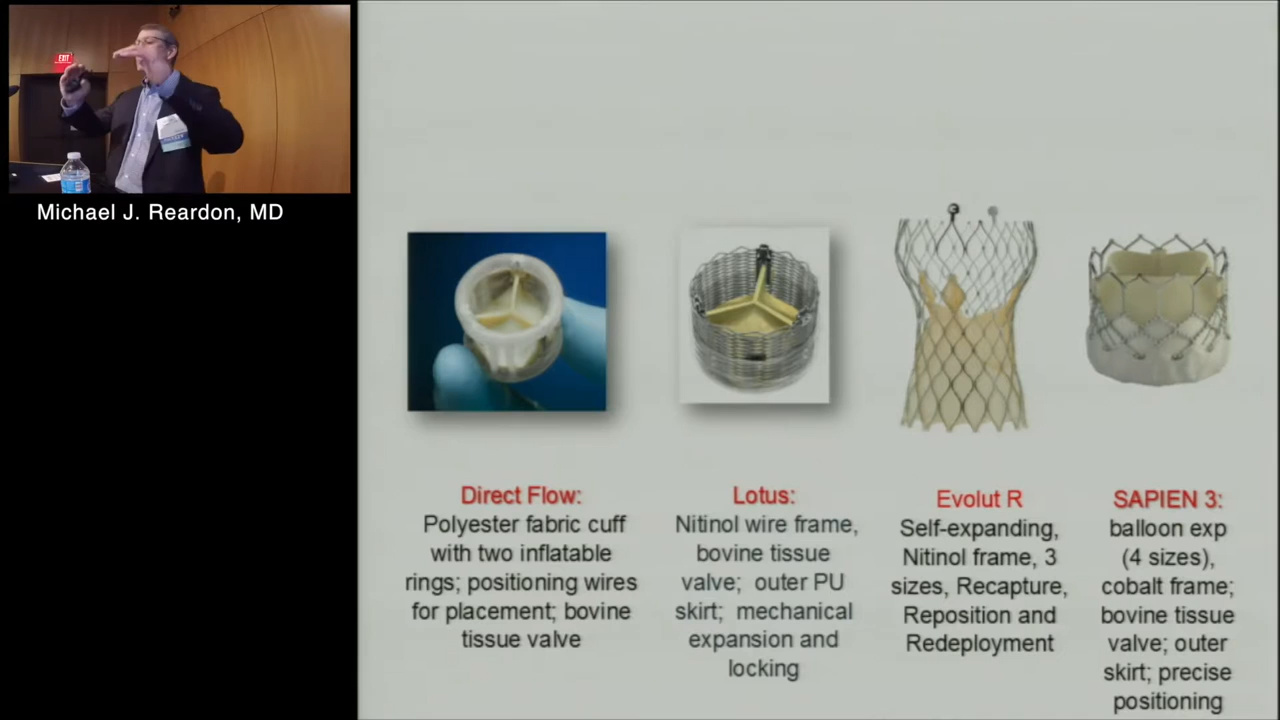 EXIT
Michael J. Reardon, MD
Direct Flow:
Polyester fabric cuff
with two inflatable
rings; positioning wires
for placement; bovine
tissue valve
Lotus:
Nitinol wire frame,
bovine tissue
valve; outer PU
skirt; mechanical
expansion and
locking
Evolut R
Self-expanding,
Nitinol frame, 3
sizes, Recapture,
Reposition and
Redeployment
SAPIEN 3:
balloon exp
(4 sizes),
cobalt frame;
bovine tissue
valve; outer
skirt; precise
positioning